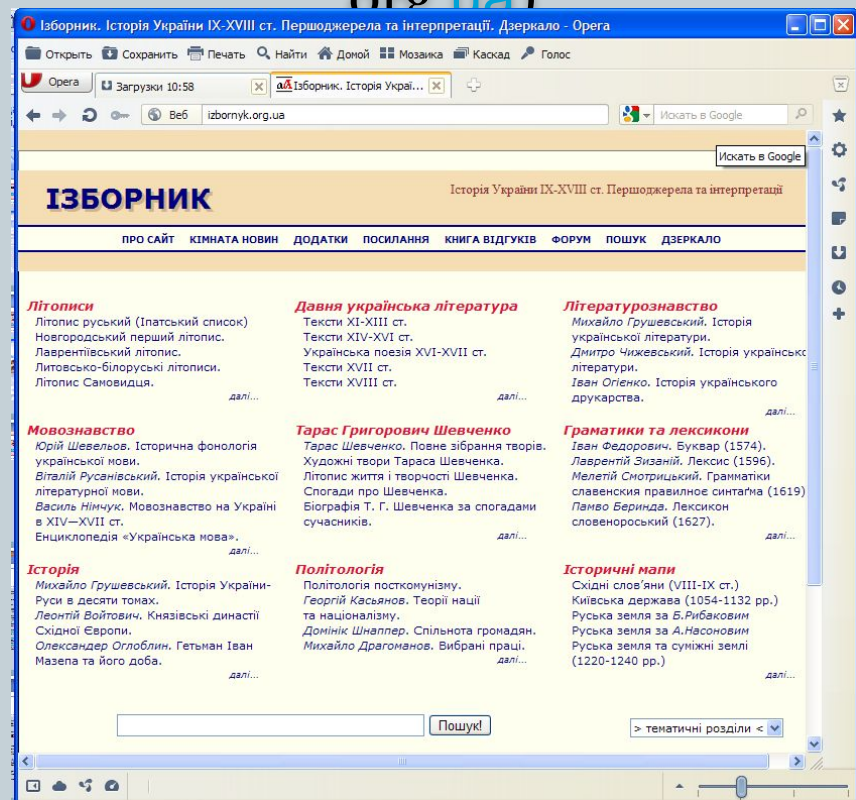 org.ua)
Ізборник. Історія України IX-XVIII ст. Першоджерела та інтерпретації. Дзеркало - Opera
Открыть Сохранить Печать Найти Домой Мозаика Каскад Голос
Opera Загрузки 10:58 Ізборник. Історія Украї...
Веб izbornyk.org.ua Искать в Google
Искать в Google
ІЗБОРНИК
Історія України IX-XVIII ст. Першоджерела та інтерпретації
ПРО САЙТ КІМНАТА НОВИН ДОДАТКИ ПОСИЛАННЯ КНИГА ВІДГУКІВ ФОРУМ ПОШУК ДЗЕРКАЛО
Літописи
Літопис руський (Іпатський список)
Новгородський перший літопис.
Лаврентіївський літопис.
Литовсько-білоруські літописи.
Літопис Самовидця.
далі...
Давня українська література
Тексти XI-XIII ст.
Тексти XIV-XVI ст.
Українська поезія XVI-XVII ст.
Тексти XVII ст.
Тексти XVIII ст.
далі...
Літературознавство
Михайло Грушевський. Історія
української літератури.
Дмитро Чижевський. Історія українськс
літератури.
Іван Огієнко. Історія українського
друкарства.
далі...
Мовознавство
Юрій Шевельов. Історична фонологія
української мови.
Віталій Русанівський. Історія української
літературної мови.
Василь Німчук. Мовознавство на Україні
в XIV—XVII ст.
Енциклопедія «Українська мова».
далі...
Тарас Григорович Шевченко
Тарас Шевченко. Повне зібрання творів.
Художні твори Тараса Шевченка.
Літопис життя і творчості Шевченка.
Спогади про Шевченка.
Біографія Т. Г. Шевченка за спогадами
сучасників.
далі...
Граматики та лексикони
Іван Федорович. Буквар (1574).
Лаврентій Зизаній. Лексис (1596).
Мелетій Смотрицький. Грамматіки
славенския правилноє синтаґма (1619)
Памво Беринда. Лексикон
словенороський (1627).
далі...
Історія
Михайло Грушевський. Історія України-
Руси в десяти томах.
Леонтій Войтович. Князівські династії
Східної Європи.
Олександер Оглоблин. Гетьман Іван
Мазепа та його доба.
далі...
Політологія
Політологія посткомунізму.
Георгій Касьянов. Теорії нації
та націоналізму.
Домінік Шнаппер. Спільнота громадян.
Михайло Драгоманов. Вибрані праці.
далі...
Історичні мапи
Східні слов’яни (VIII-IX ст.)
Київська держава (1054-1132 рр.)
Руська земля за Б.Рибаковим
Руська земля за А.Насоновим
Руська земля та суміжні землі
(1220-1240 рр.)
далі...
Пошук!
> тематичні розділи <